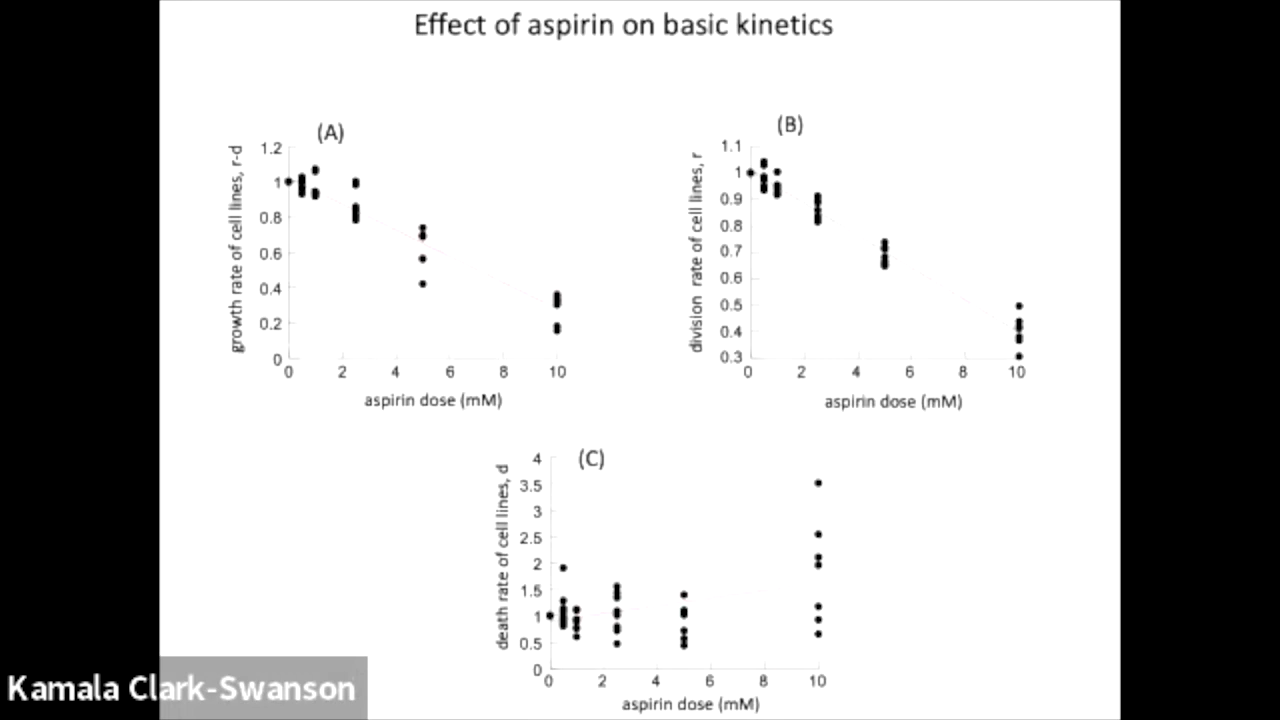 Effect of aspirin on basic kinetics
(A)
growth rate of cell lines, r-d
1.2
1
0.8
0.6
0.4
0.2
0
0 2 4 6 8 10
aspirin dose (mM)
(B)
division rate of cell lines, r
1.1
1
0.9
0.8
0.7
0.6
0.5
0.4
0.3
0 2 4 6 8 10
aspirin dose (mM)
(C)
death rate of cell lines, d
4
3.5
3
2.5
2
1.5
1
0.5
0
0 2 4 6 8 10
aspirin dose (mM)
Kamala Clark-Swanson